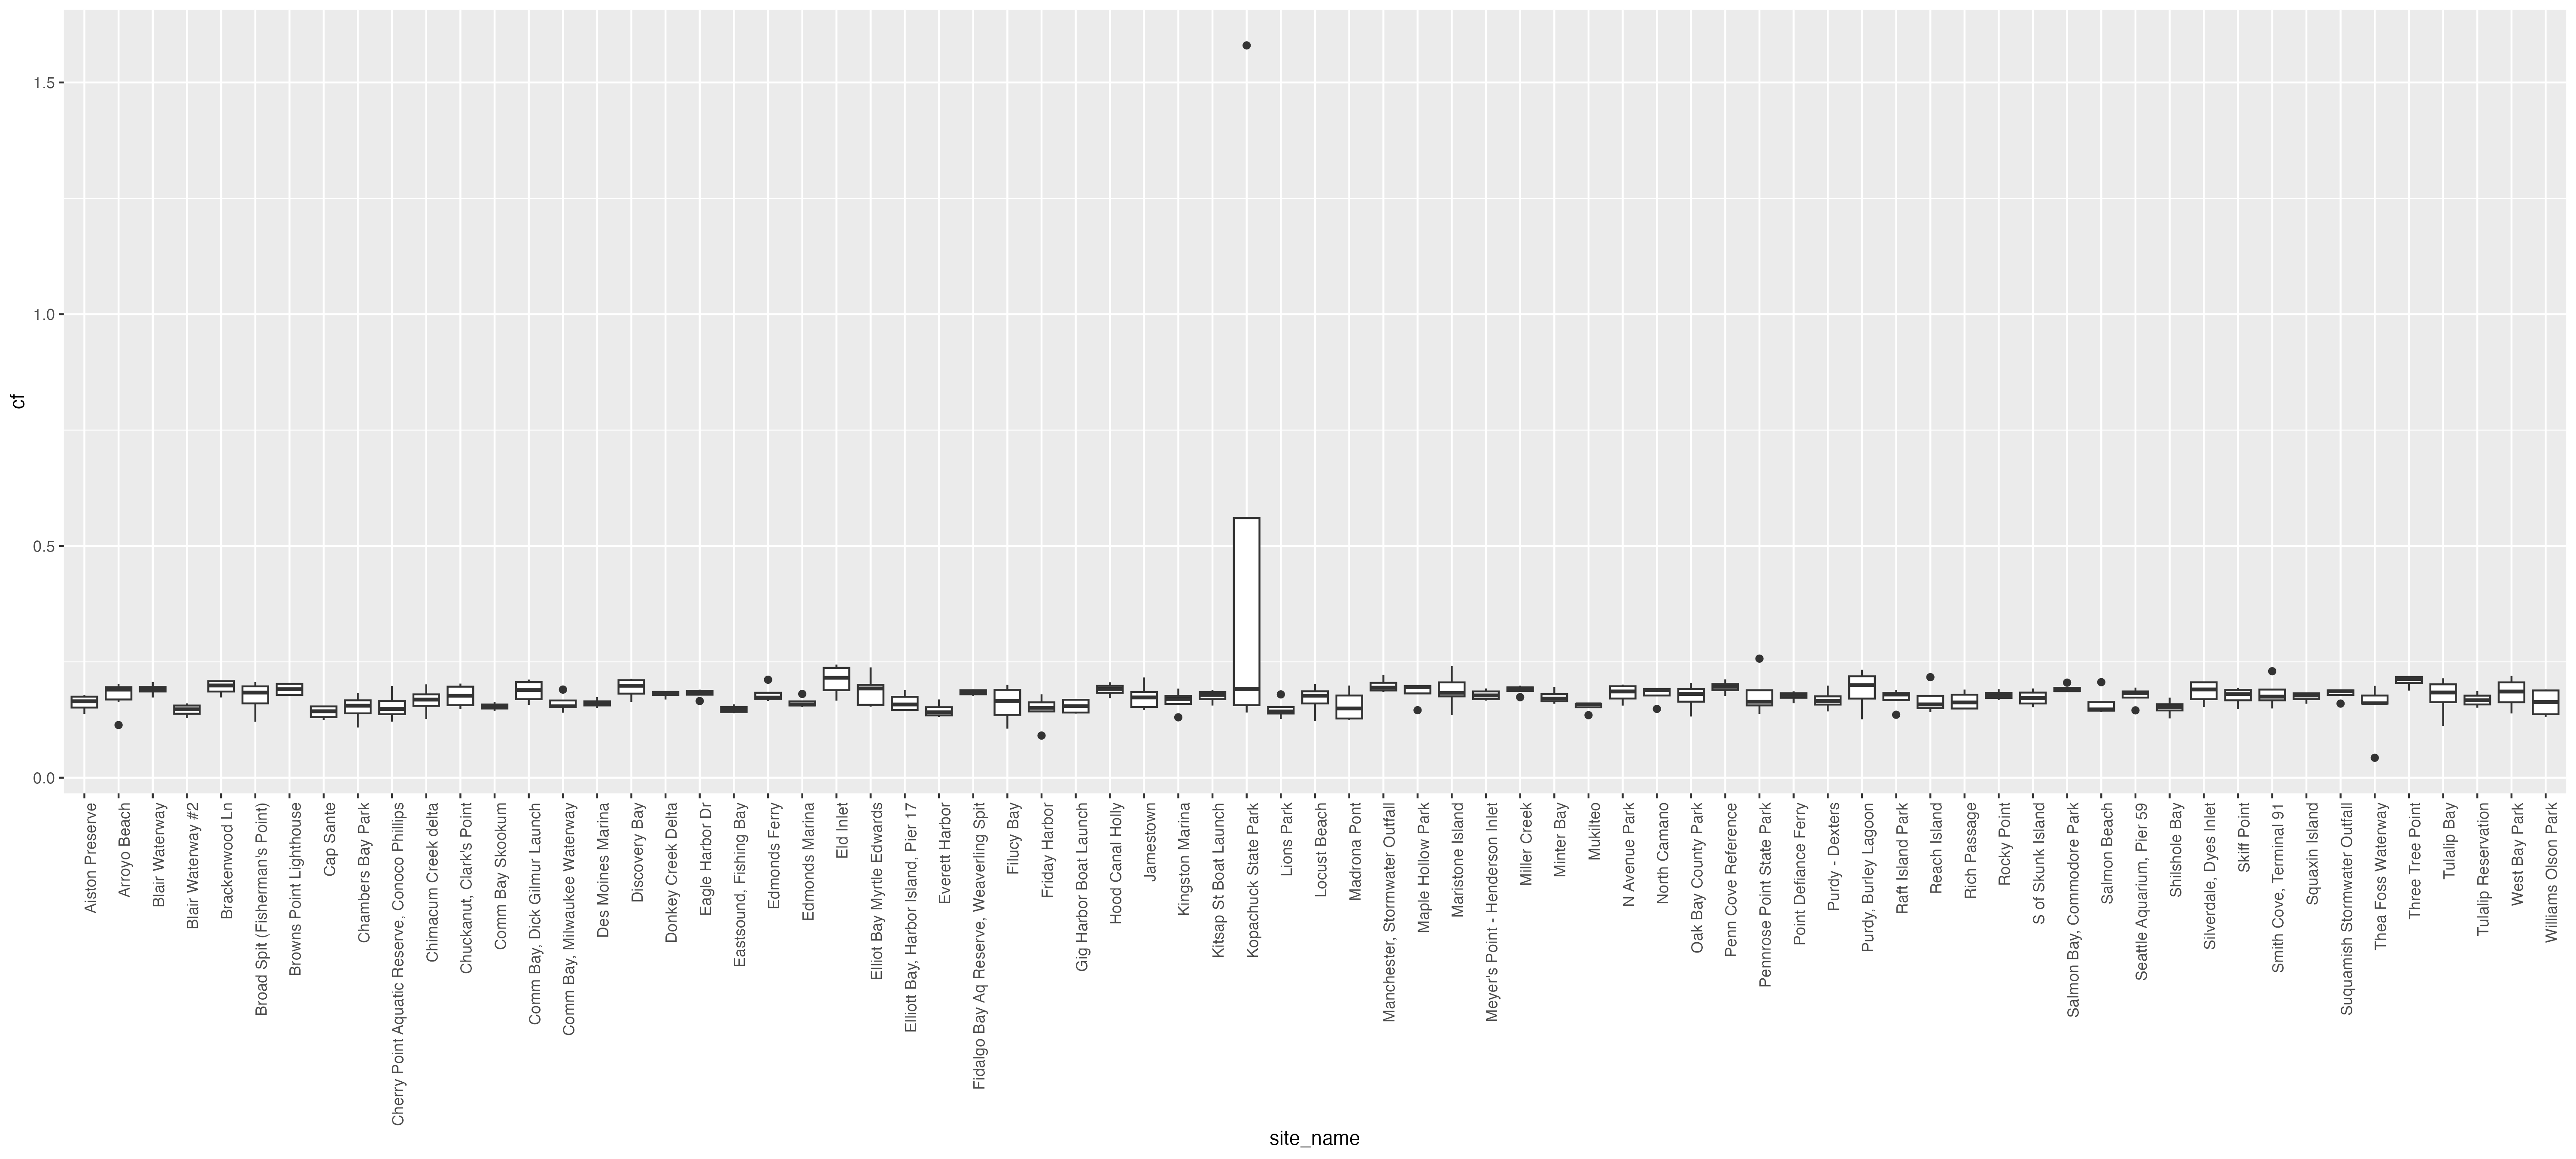 1.5
1.0
0.5
0.0
cf
Aiston Preserve
Arroyo Beach
Blair Waterway
Blair Waterway #2
Brackenwood Ln
Broad Spit (Fisherman's Point)
Browns Point Lighthouse
Cap Sante
Chambers Bay Park
Cherry Point Aquatic Reserve, Conoco Phillips
Chimacum Creek delta
Chuckanut, Clark's Point
Comm Bay Skookum
Comm Bay, Dick Gilmur Launch
Comm Bay, Milwaukee Waterway
Des Moines Marina
Discovery Bay
Donkey Creek Delta
Eagle Harbor Dr
Eastsound, Fishing Bay
Edmonds Ferry
Edmonds Marina
Eld Inlet
Elliot Bay Myrtle Edwards
Elliott Bay, Harbor Island, Pier 17
Everett Harbor
Fidalgo Bay Aq Reserve, Weaverling Spit
Filucy Bay
Friday Harbor
Gig Harbor Boat Launch
Hood Canal Holly
Jamestown
Kingston Marina
Kitsap St Boat Launch
Kopachuck State Park
Lions Park
Locust Beach
Madrona Pont
Manchester, Stormwater Outfall
Maple Hollow Park
Maristone Island
Meyer's Point - Henderson Inlet
Miller Creek
Minter Bay
Mukilteo
N Avenue Park
North Camano
Oak Bay County Park
Penn Cove Reference
Pennrose Point State Park
Point Defiance Ferry
Purdy - Dexters
Purdy, Burley Lagoon
Raft Island Park
Reach Island
Rich Passage
Rocky Point
S of Skunk Island
Salmon Bay, Commodore Park
Salmon Beach
Seattle Aquarium, Pier 59
Shilshole Bay
Silverdale, Dyes Inlet
Skiff Point
Smith Cove, Terminal 91
Squaxin Island
Suquamish Stormwater Outfall
Thea Foss Waterway
Three Tree Point
Tulalip Bay
Tulalip Reservation
West Bay Park
Williams Olson Park
site_name